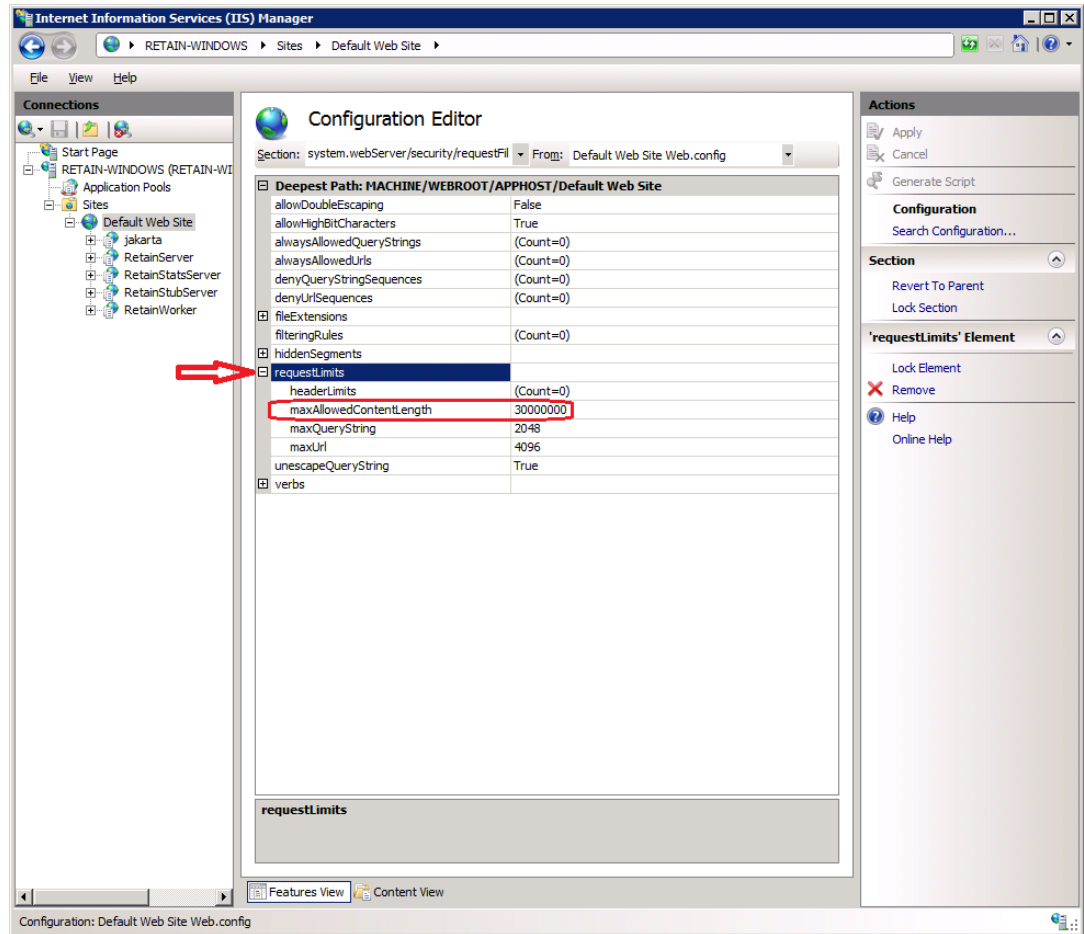 Internet Information Services (IIS) Manager
RETAIN-WINDOWS Sites Default Web Site
File View Help
Connections
Start Page
RETAIN-WINDOWS (RETAIN-WI
Application Pools
Sites
Default Web Site
jakarta
RetainServer
RetainStatsServer
RetainStubServer
RetainWorker
Configuration Editor
Section: system.webServer/security/requestFil From: Default Web Site Web.config
Deepest Path: MACHINE/WEBROOT/APPHOST/Default Web Site
allowDoubleEscaping False
allowHighBitCharacters True
alwaysAllowedQueryStrings (Count=0)
alwaysAllowedUrls (Count=0)
denyQueryStringSequences (Count=0)
denyUrlSequences (Count=0)
fileExtensions
filteringRules (Count=0)
hiddenSegments
requestLimits
headerLimits (Count=0)
maxAllowedContentLength 30000000
maxQueryString 2048
maxUrl 4096
unescapeQueryString True
verbs
requestLimits
Features View Content View
Actions
Apply
Cancel
Generate Script
Configuration
Search Configuration...
Section
Revert To Parent
Lock Section
'requestLimits' Element
Lock Element
Remove
Help
Online Help
Configuration: Default Web Site Web.config